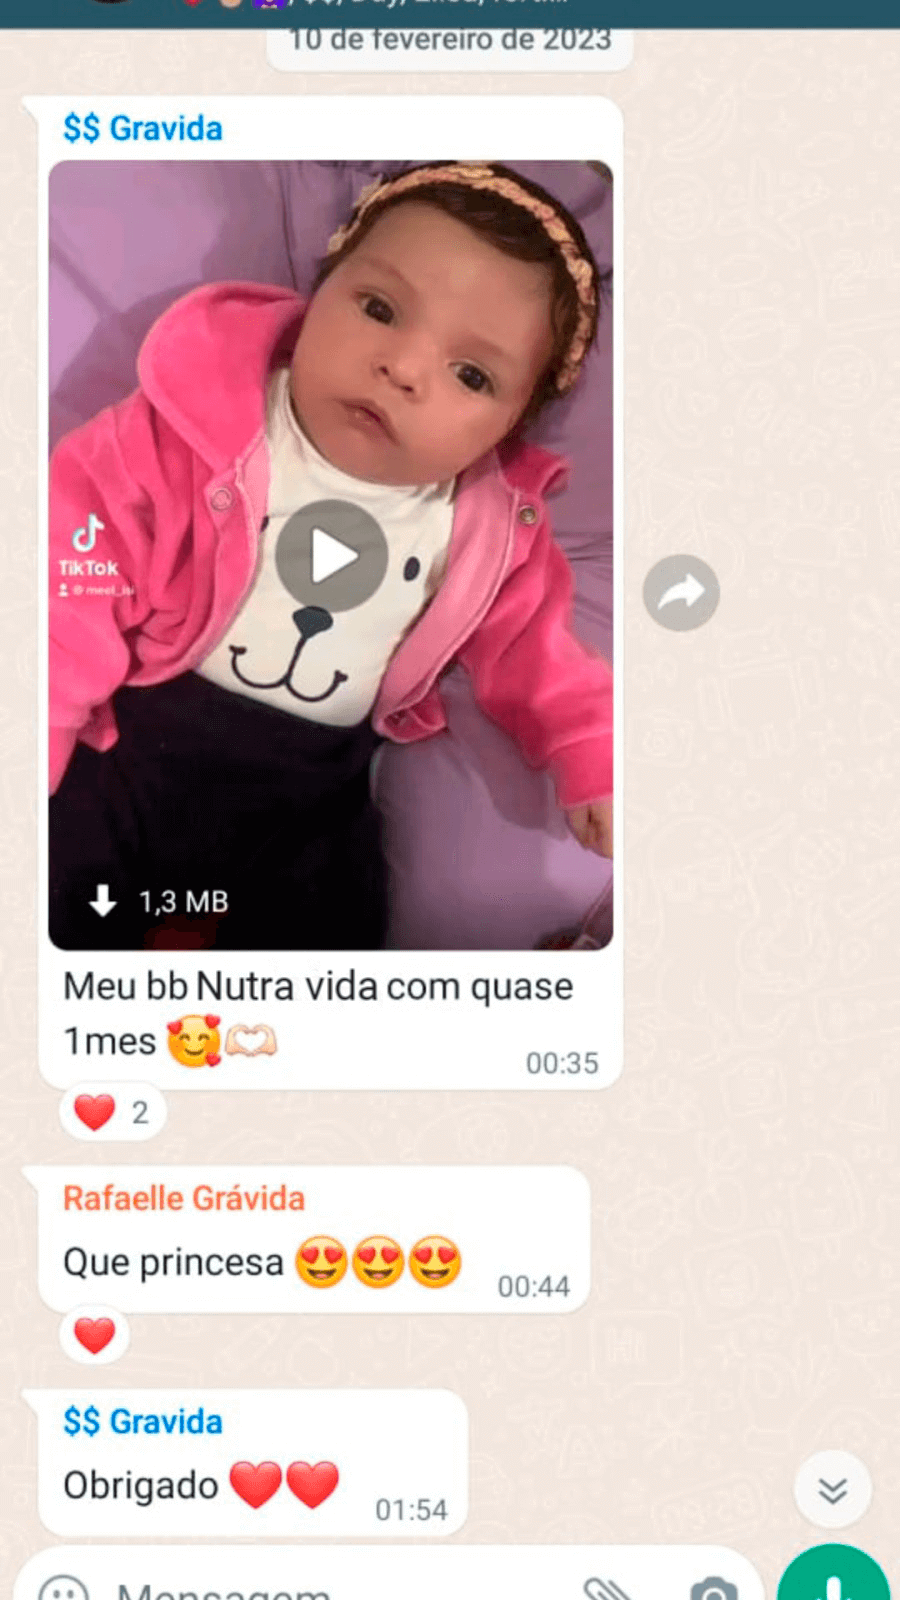 10 de fevereiro de 2023
$$ Gravida
TikTok
1,3 MB
Meu bb Nutra vida com quase
1mes 🥰🫶🏻
00:35
❤️ 2
Rafaelle Grávida
Que princesa 😍😍😍
00:44
❤️
$$ Gravida
Obrigado ❤️❤️
01:54
Mensagem